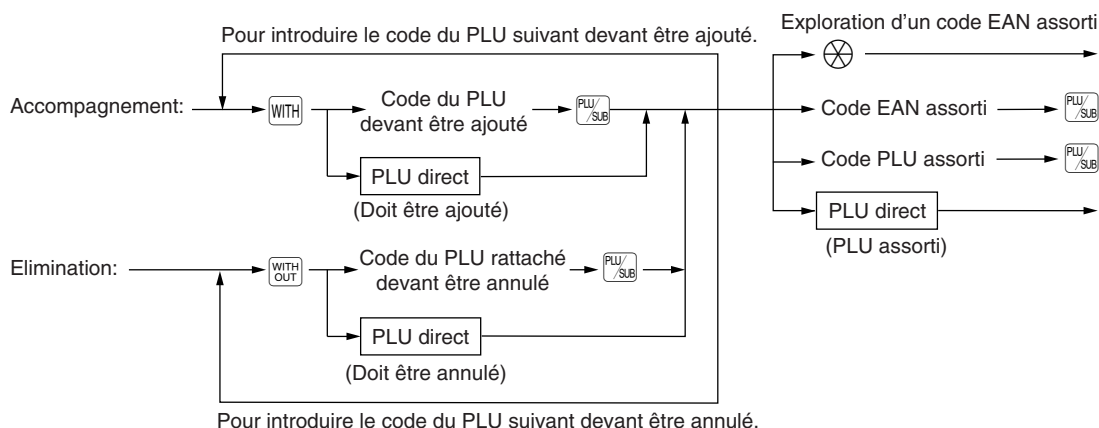 Exploration d'un code EAN assorti
Pour introduire le code du PLU suivant devant être ajouté.
Accompagnement:
WITH
Code du PLU
devant être ajouté
PLU/SUB
Code EAN assorti
PLU/SUB
Code PLU assorti
PLU/SUB
PLU direct
(Doit être ajouté)
PLU direct
(PLU assorti)
Elimination:
WITH
OUT
Code du PLU rattaché
devant être annulé
PLU/SUB
PLU direct
(Doit être annulé)
Pour introduire le code du PLU suivant devant être annulé.